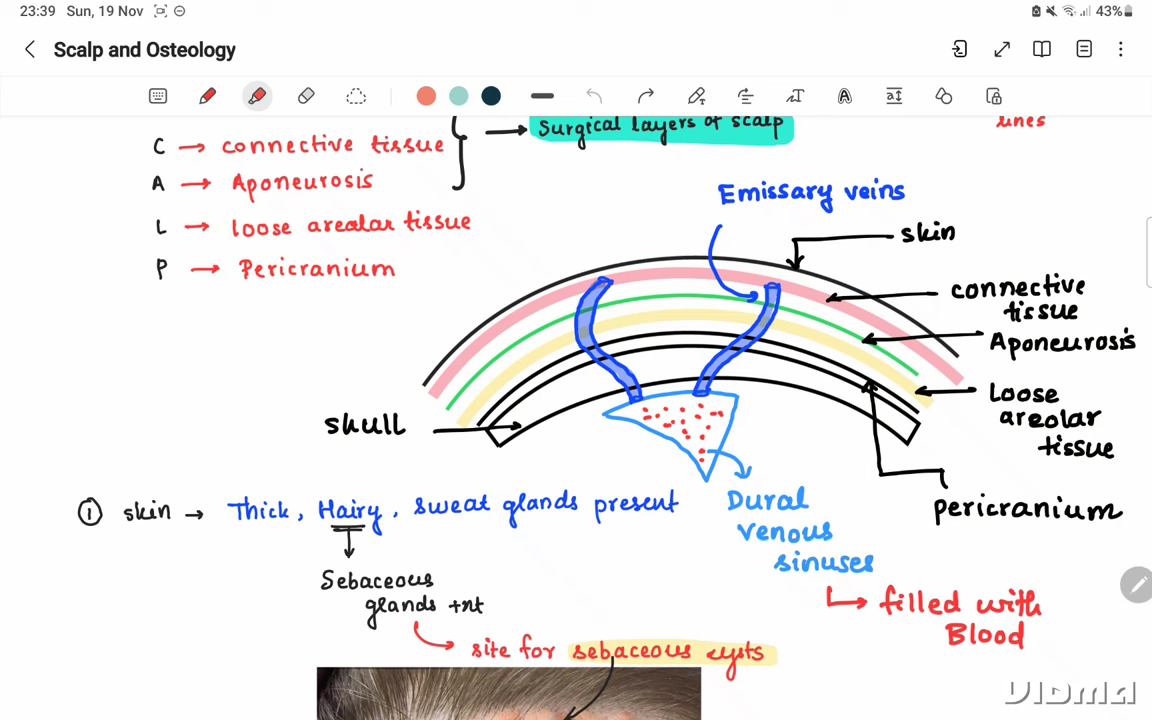 23:39 Sun, 19 Nov
43%
Scalp and Osteology
Surgical layers of scalp
lines
C → connective tissue
A → Aponeurosis
L → loose areolar tissue
P → Pericranium
Emissary veins
skin
connective
tissue
Aponeurosis
Loose
areolar
tissue
skull
pericranium
Dural
venous
sinuses
↳ filled with
Blood
① skin → Thick, Hairy, sweat glands present
Sebaceous
glands +nt
site for sebaceous cysts
VIDMA